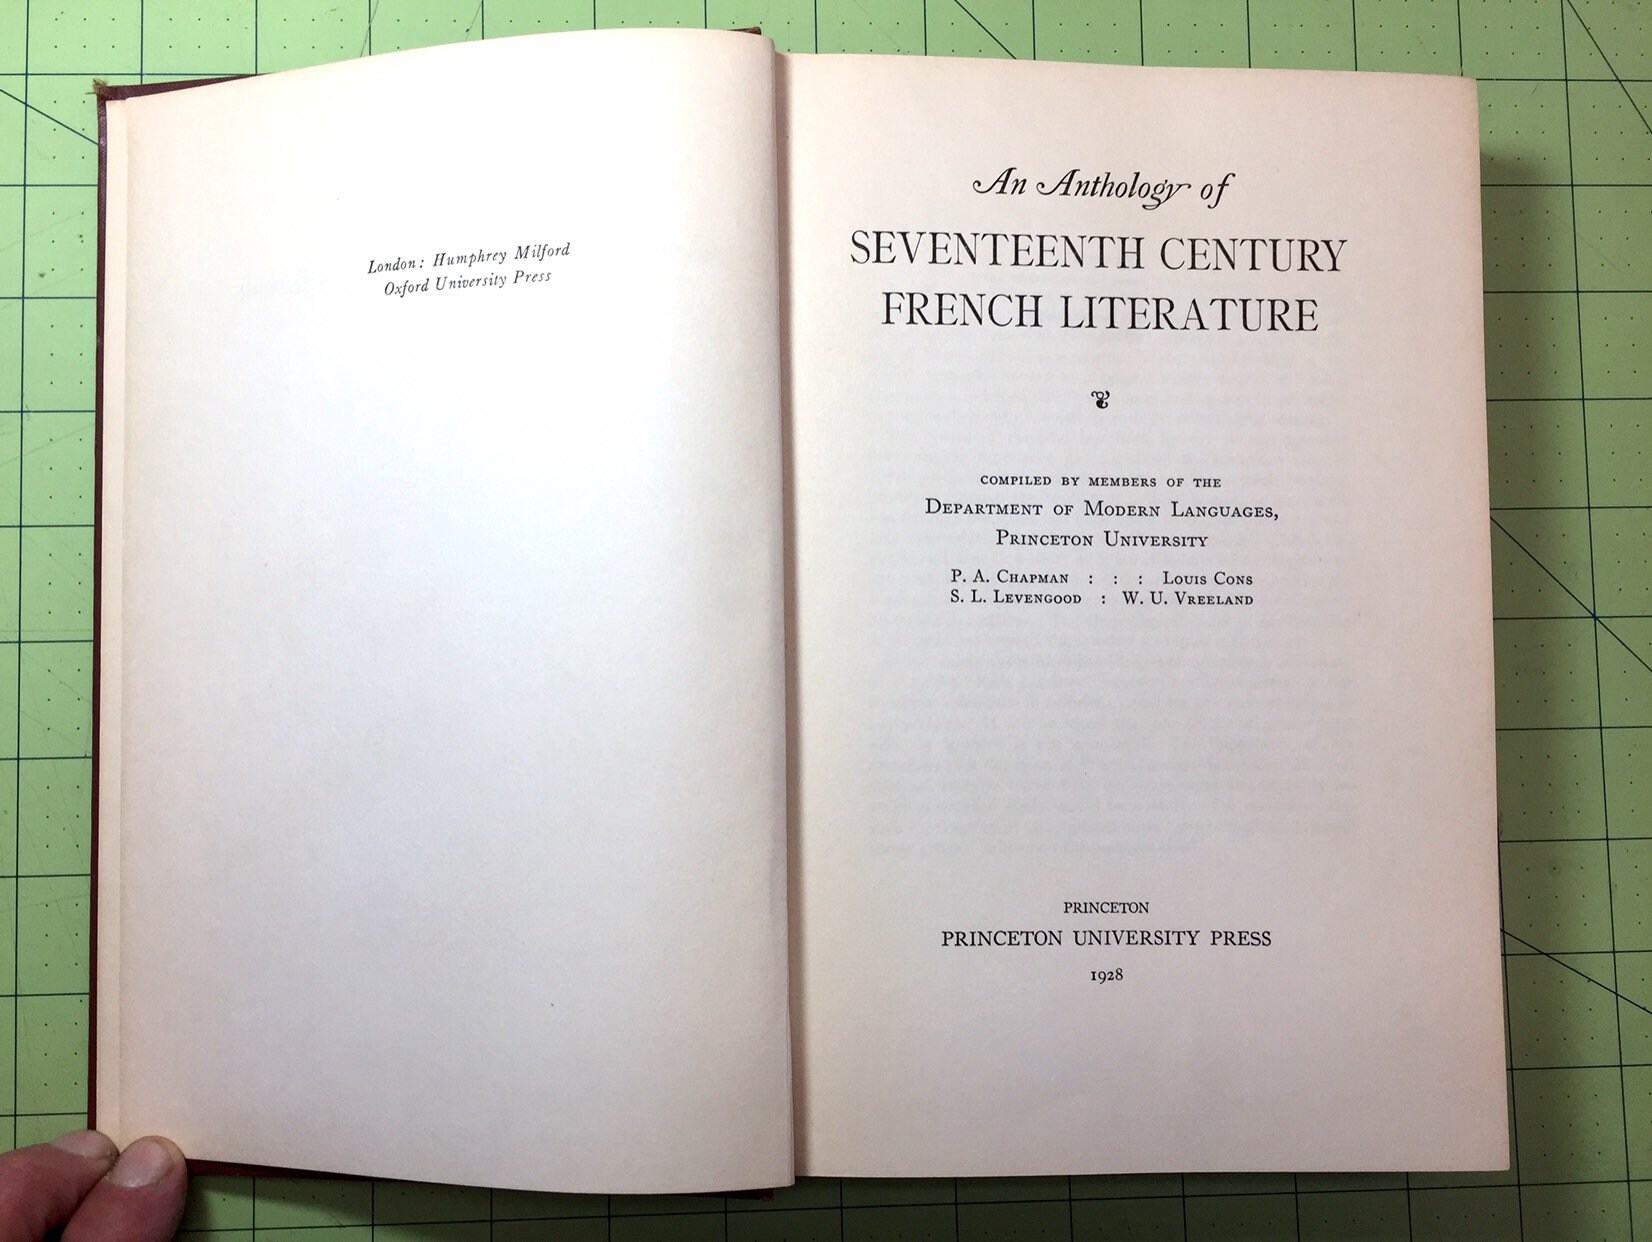 London: Humphrey Milford
Oxford University Press
An Anthology of
SEVENTEENTH CENTURY
FRENCH LITERATURE
COMPILED BY MEMBERS OF THE
DEPARTMENT OF MODERN LANGUAGES,
PRINCETON UNIVERSITY
P. A. CHAPMAN : : : LOUIS CONS
S. L. LEVENGOOD : W. U. VREELAND
PRINCETON
PRINCETON UNIVERSITY PRESS
1928